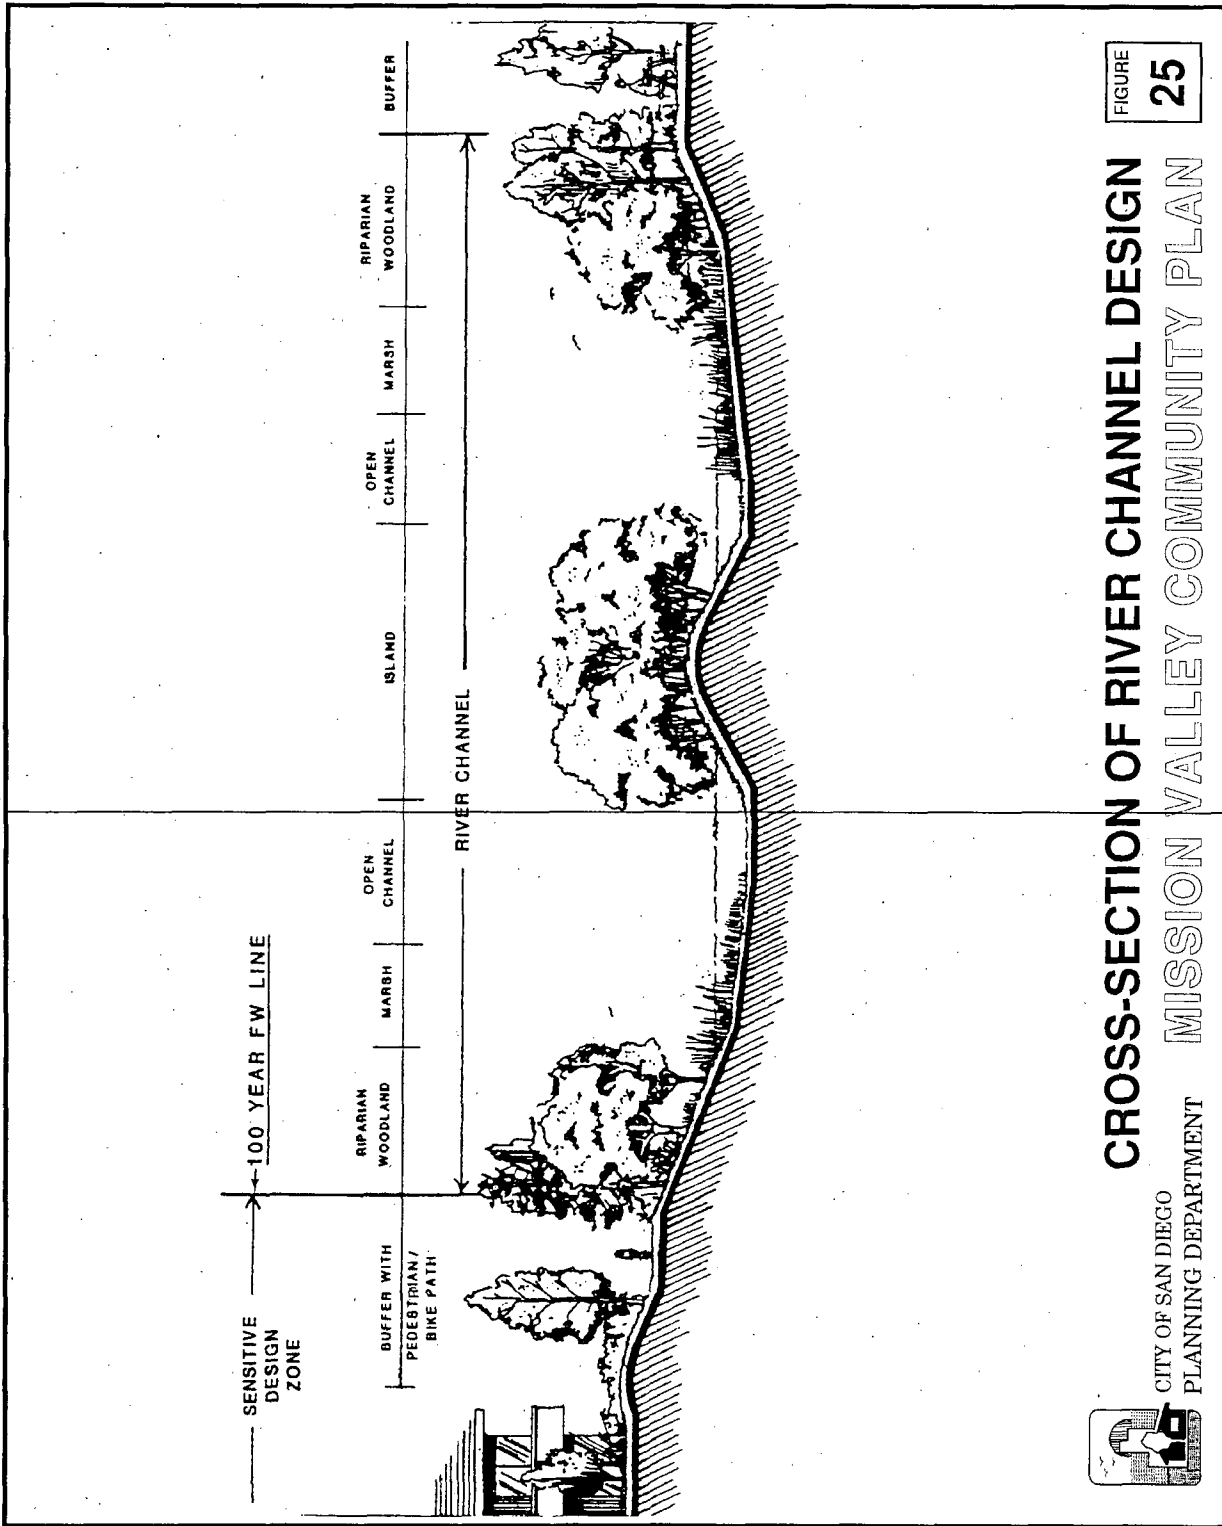 SENSITIVE
DESIGN
ZONE
100 YEAR FW LINE
BUFFER WITH
PEDESTRIAN/
BIKE PATH
RIPARIAN
WOODLAND
MARSH
OPEN
CHANNEL
ISLAND
OPEN
CHANNEL
MARSH
RIPARIAN
WOODLAND
BUFFER
RIVER CHANNEL
CROSS-SECTION OF RIVER CHANNEL DESIGN
CITY OF SAN DIEGO
PLANNING DEPARTMENT
MISSION VALLEY COMMUNITY PLAN
FIGURE
25